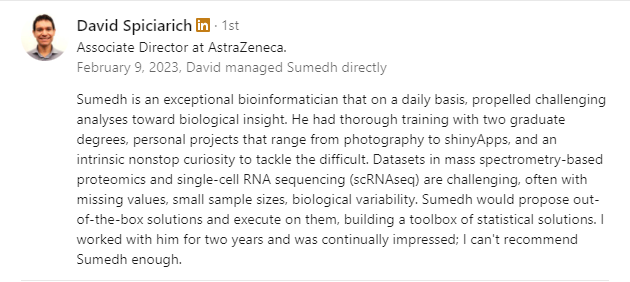 David Spiciarich in · 1st
Associate Director at AstraZeneca.
February 9, 2023, David managed Sumedh directly
Sumedh is an exceptional bioinformatician that on a daily basis, propelled challenging
analyses toward biological insight. He had thorough training with two graduate
degrees, personal projects that range from photography to shinyApps, and an
intrinsic nonstop curiosity to tackle the difficult. Datasets in mass spectrometry-based
proteomics and single-cell RNA sequencing (scRNAseq) are challenging, often with
missing values, small sample sizes, biological variability. Sumedh would propose out-
of-the-box solutions and execute on them, building a toolbox of statistical solutions. I
worked with him for two years and was continually impressed; I can't recommend
Sumedh enough.